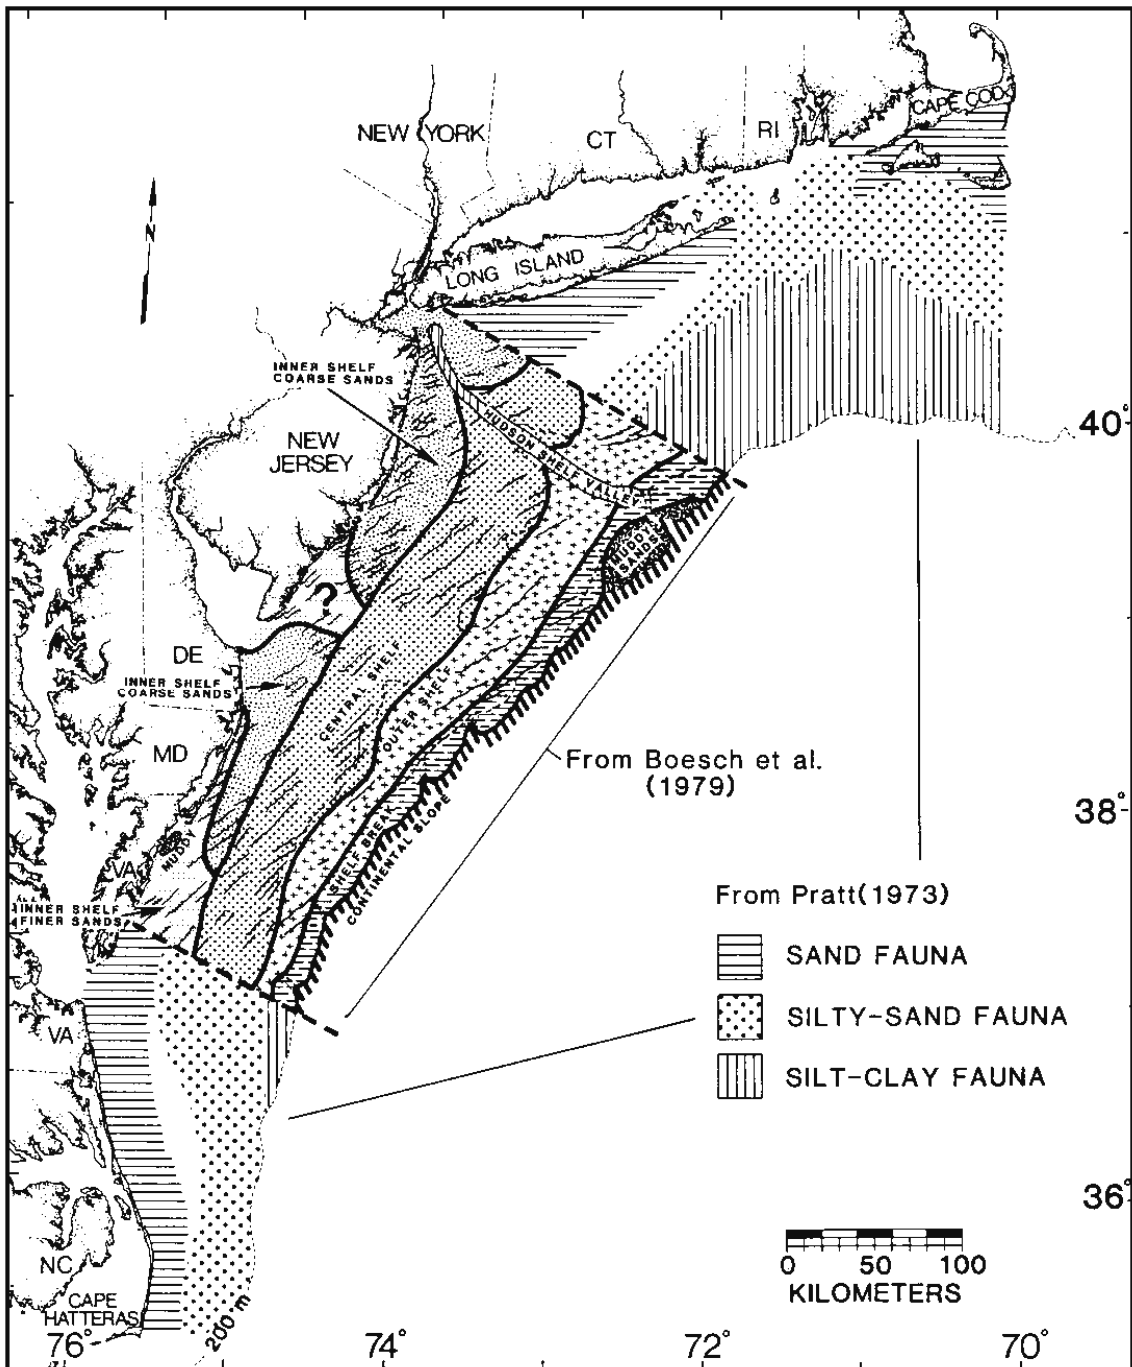 CAPE COD
NEW YORK
CT
RI
N
LONG ISLAND
INNER SHELF
COARSE SANDS
NEW
JERSEY
HUDSON SHELF VALLEY
40°
MUDDY
SANDS
?
DE
INNER SHELF
COARSE SANDS
CENTRAL SHELF
OUTER SHELF
MD
From Boesch et al.
(1979)
38°
MUDDY
SHELF BREAK
CONTINENTAL SLOPE
VA
INNER SHELF
FINER SANDS
From Pratt(1973)
SAND FAUNA
SILTY-SAND FAUNA
SILT-CLAY FAUNA
VA
36°
NC
CAPE
HATTERAS
200 m
0 50 100
KILOMETERS
76° 74° 72° 70°